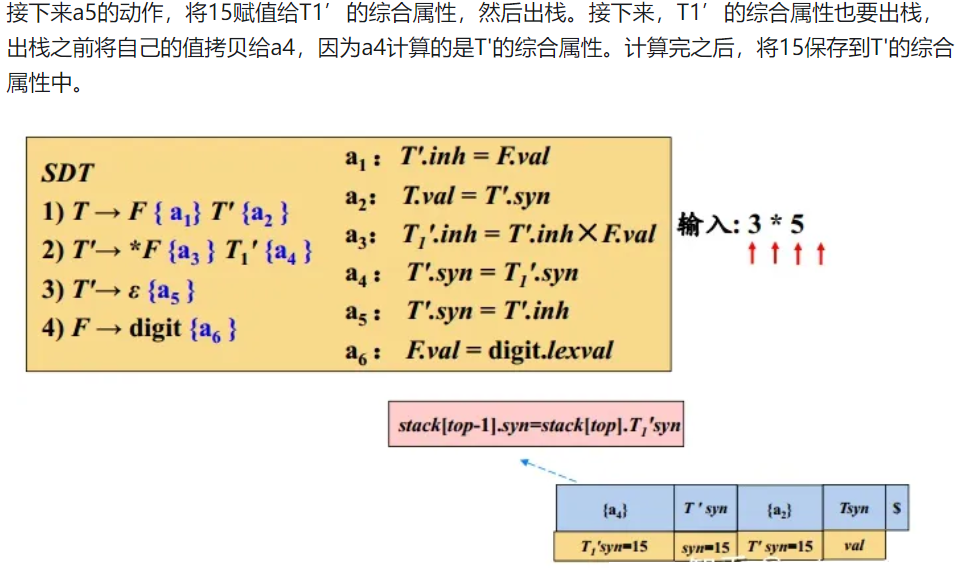 接下来a5的动作，将15赋值给T1’的综合属性，然后出栈。接下来，T1’的综合属性也要出栈，
出栈之前将自己的值拷贝给a4，因为a4计算的是T'的综合属性。计算完之后，将15保存到T'的综合
属性中。
SDT
1) T → F { a₁} T′ {a₂ }
2) T′→ *F {a₃ } T₁′ {a₄ }
3) T′→ ε {a₅ }
4) F → digit {a₆ }
a₁： T′.inh = F.val
a₂: T.val = T′.syn
a₃: T₁′.inh = T′.inh×F.val
a₄： T′.syn = T₁′.syn
a₅： T′.syn = T′.inh
a₆： F.val = digit.lexval
输入: 3 * 5
stack[top-1].syn=stack[top].T₁′syn
{a₄} T ′ syn {a₂} Tsyn $
T₁′syn=15 syn=15 T′ syn=15 val